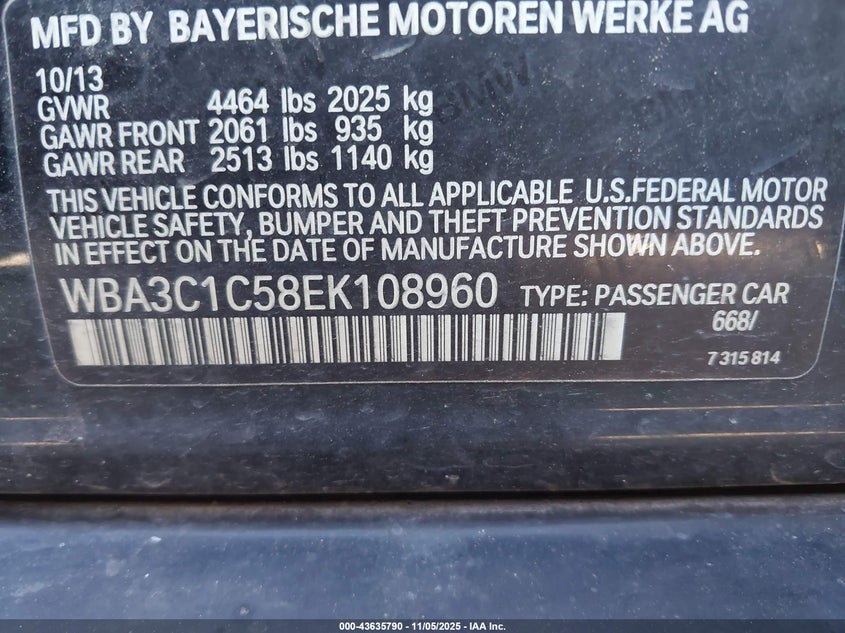 MFD BY BAYERISCHE MOTOREN WERKE AG
10/13
GVWR 4464 lbs 2025 kg
GAWR FRONT 2061 lbs 935 kg
GAWR REAR 2513 lbs 1140 kg
THIS VEHICLE CONFORMS TO ALL APPLICABLE U.S.FEDERAL MOTOR
VEHICLE SAFETY, BUMPER AND THEFT PREVENTION STANDARDS
IN EFFECT ON THE DATE OF MANUFACTURE SHOWN ABOVE.
WBA3C1C58EK108960 TYPE: PASSENGER CAR
668/
7315814
000-43635790 - 11/05/2025 - IAA Inc.